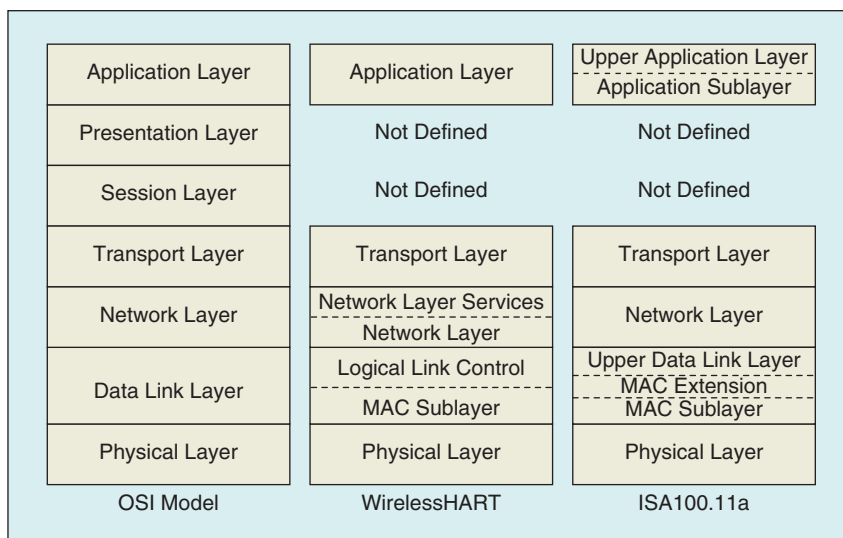 Application Layer
Presentation Layer
Session Layer
Transport Layer
Network Layer
Data Link Layer
Physical Layer
OSI Model
Application Layer
Not Defined
Not Defined
Transport Layer
Network Layer Services
Network Layer
Logical Link Control
MAC Sublayer
Physical Layer
WirelessHART
Upper Application Layer
Application Sublayer
Not Defined
Not Defined
Transport Layer
Network Layer
Upper Data Link Layer
MAC Extension
MAC Sublayer
Physical Layer
ISA100.11a